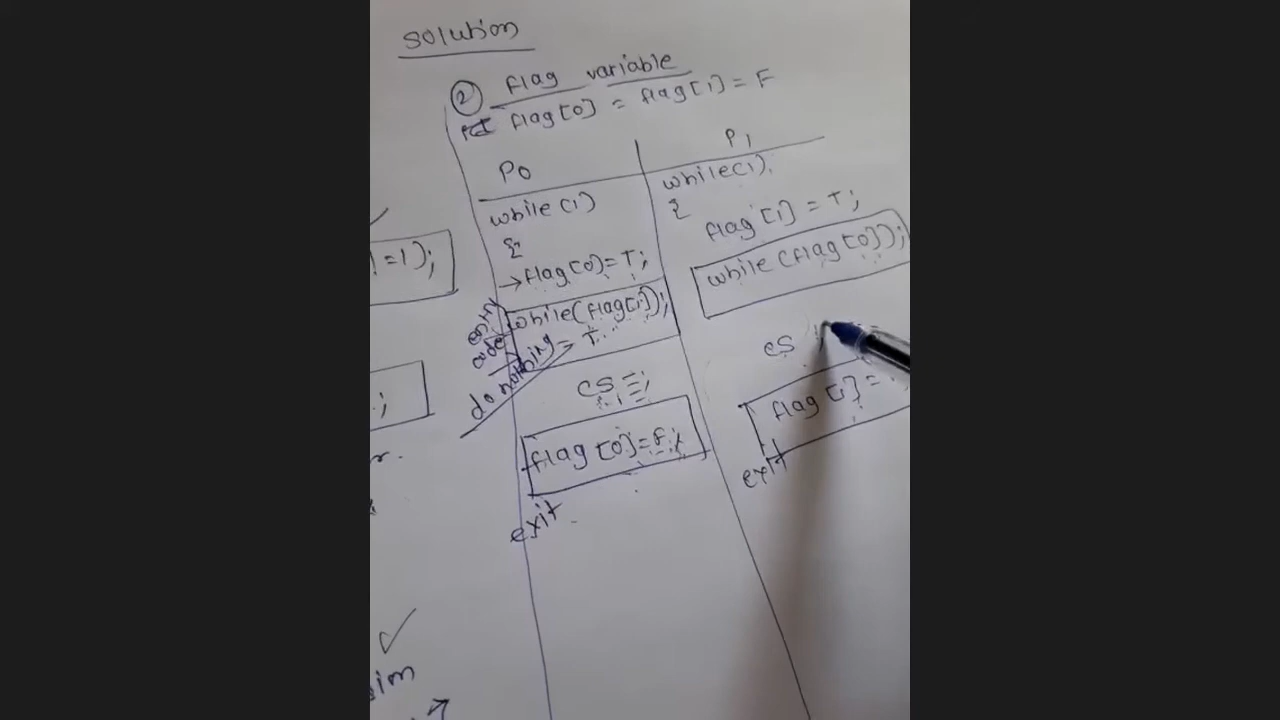 Solution
② flag variable
flag[0] = flag[1] = F
P0
while(1)
{
→flag[0]=T;
while(flag[1]);
= T
entry
code
do nothing
CS ;
flag[0]=F;
exit
P1
while(1);
{
flag[1]=T;
while(flag[0]);
CS ;
flag[1]=
exit
!=1);
;
r.
✓